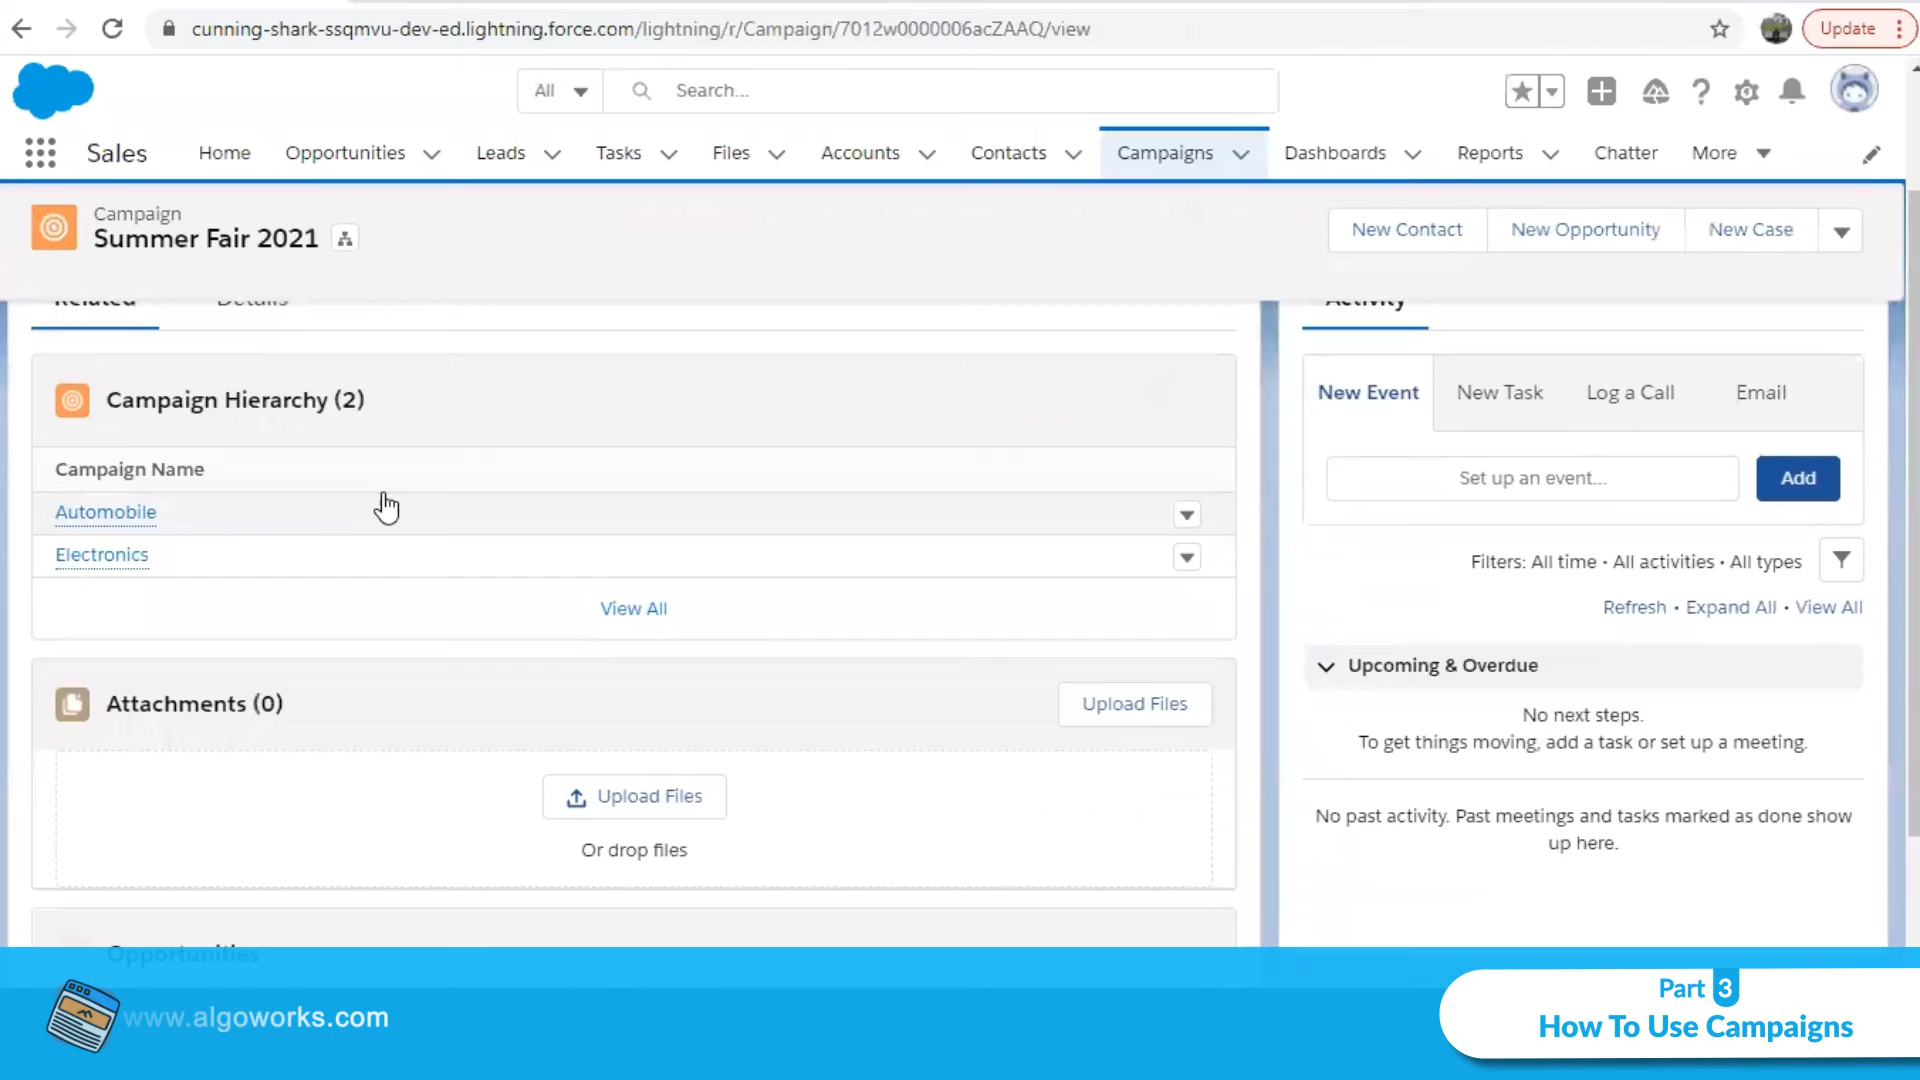 cunning-shark-ssqmvu-dev-ed.lightning.force.com/lightning/r/Campaign/7012w0000006acZAAQ/view
Update
All
Search...
Sales
Home
Opportunities
Leads
Tasks
Files
Accounts
Contacts
Campaigns
Dashboards
Reports
Chatter
More
Campaign
Summer Fair 2021
New Contact
New Opportunity
New Case
Related
Details
Activity
Campaign Hierarchy (2)
Campaign Name
Automobile
Electronics
View All
Attachments (0)
Upload Files
Upload Files
Or drop files
Opportunities
New Event
New Task
Log a Call
Email
Set up an event...
Add
Filters: All time • All activities • All types
Refresh • Expand All • View All
Upcoming & Overdue
No next steps.
To get things moving, add a task or set up a meeting.
No past activity. Past meetings and tasks marked as done show
up here.
www.algoworks.com
Part 3
How To Use Campaigns